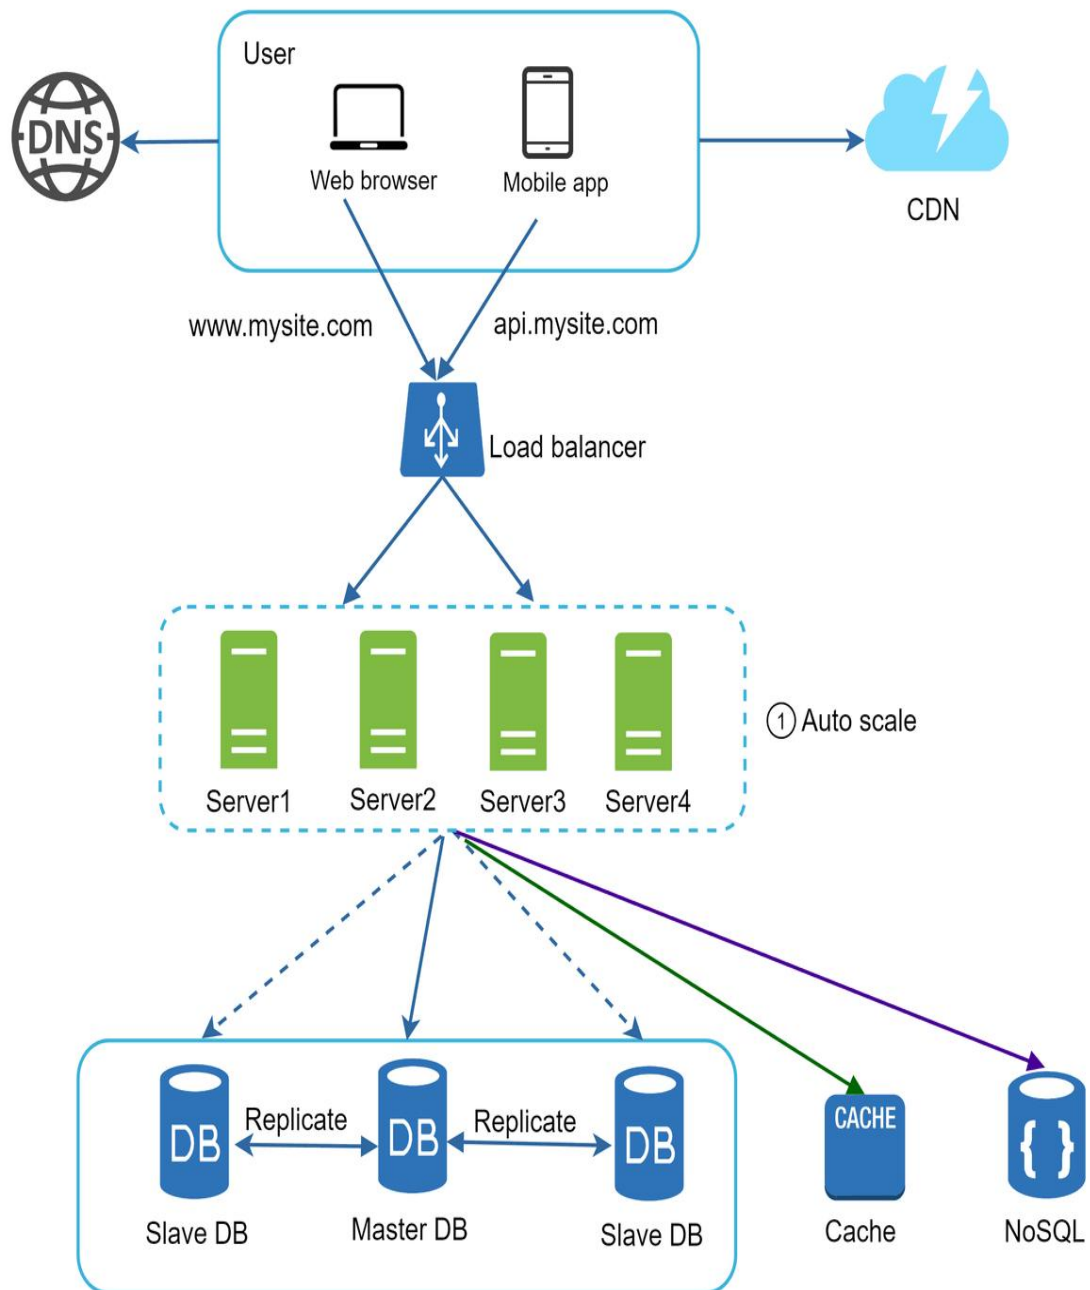 User
DNS
Web browser
Mobile app
CDN
www.mysite.com
api.mysite.com
Load balancer
1 Auto scale
Server1
Server2
Server3
Server4
DB
Replicate
DB
Replicate
DB
Slave DB
Master DB
Slave DB
CACHE
Cache
{ }
NoSQL